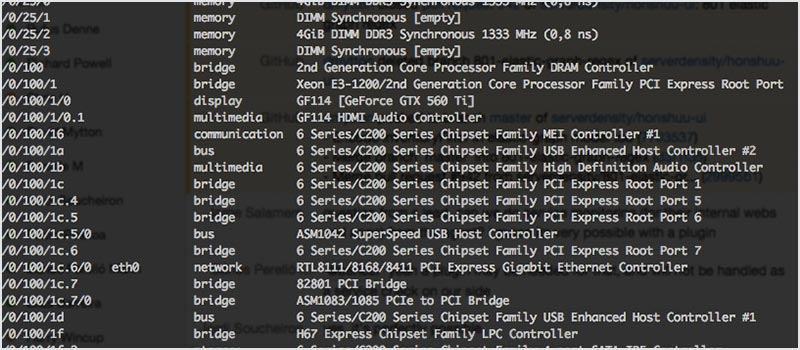 4GiB DIMM DDR3 Synchronous 1333 MHz (0,8 ns)
/0/25/1 memory DIMM Synchronous [empty]
/0/25/2 memory 4GiB DIMM DDR3 Synchronous 1333 MHz (0,8 ns)
/0/25/3 memory DIMM Synchronous [empty]
/0/100 bridge 2nd Generation Core Processor Family DRAM Controller
/0/100/1 bridge Xeon E3-1200/2nd Generation Core Processor Family PCI Express Root Port
/0/100/1/0 display GF114 [GeForce GTX 560 Ti]
/0/100/1/0.1 multimedia GF114 HDMI Audio Controller
/0/100/16 communication 6 Series/C200 Series Chipset Family MEI Controller #1
/0/100/1a bus 6 Series/C200 Series Chipset Family USB Enhanced Host Controller #2
/0/100/1b multimedia 6 Series/C200 Series Chipset Family High Definition Audio Controller
/0/100/1c bridge 6 Series/C200 Series Chipset Family PCI Express Root Port 1
/0/100/1c.4 bridge 6 Series/C200 Series Chipset Family PCI Express Root Port 5
/0/100/1c.5 bridge 6 Series/C200 Series Chipset Family PCI Express Root Port 6
/0/100/1c.5/0 bus ASM1042 SuperSpeed USB Host Controller
/0/100/1c.6 bridge 6 Series/C200 Series Chipset Family PCI Express Root Port 7
/0/100/1c.6/0 eth0 network RTL8111/8168/8411 PCI Express Gigabit Ethernet Controller
/0/100/1c.7 bridge 82801 PCI Bridge
/0/100/1c.7/0 bridge ASM1083/1085 PCIe to PCI Bridge
/0/100/1d bus 6 Series/C200 Series Chipset Family USB Enhanced Host Controller #1
/0/100/1f bridge H67 Express Chipset Family LPC Controller